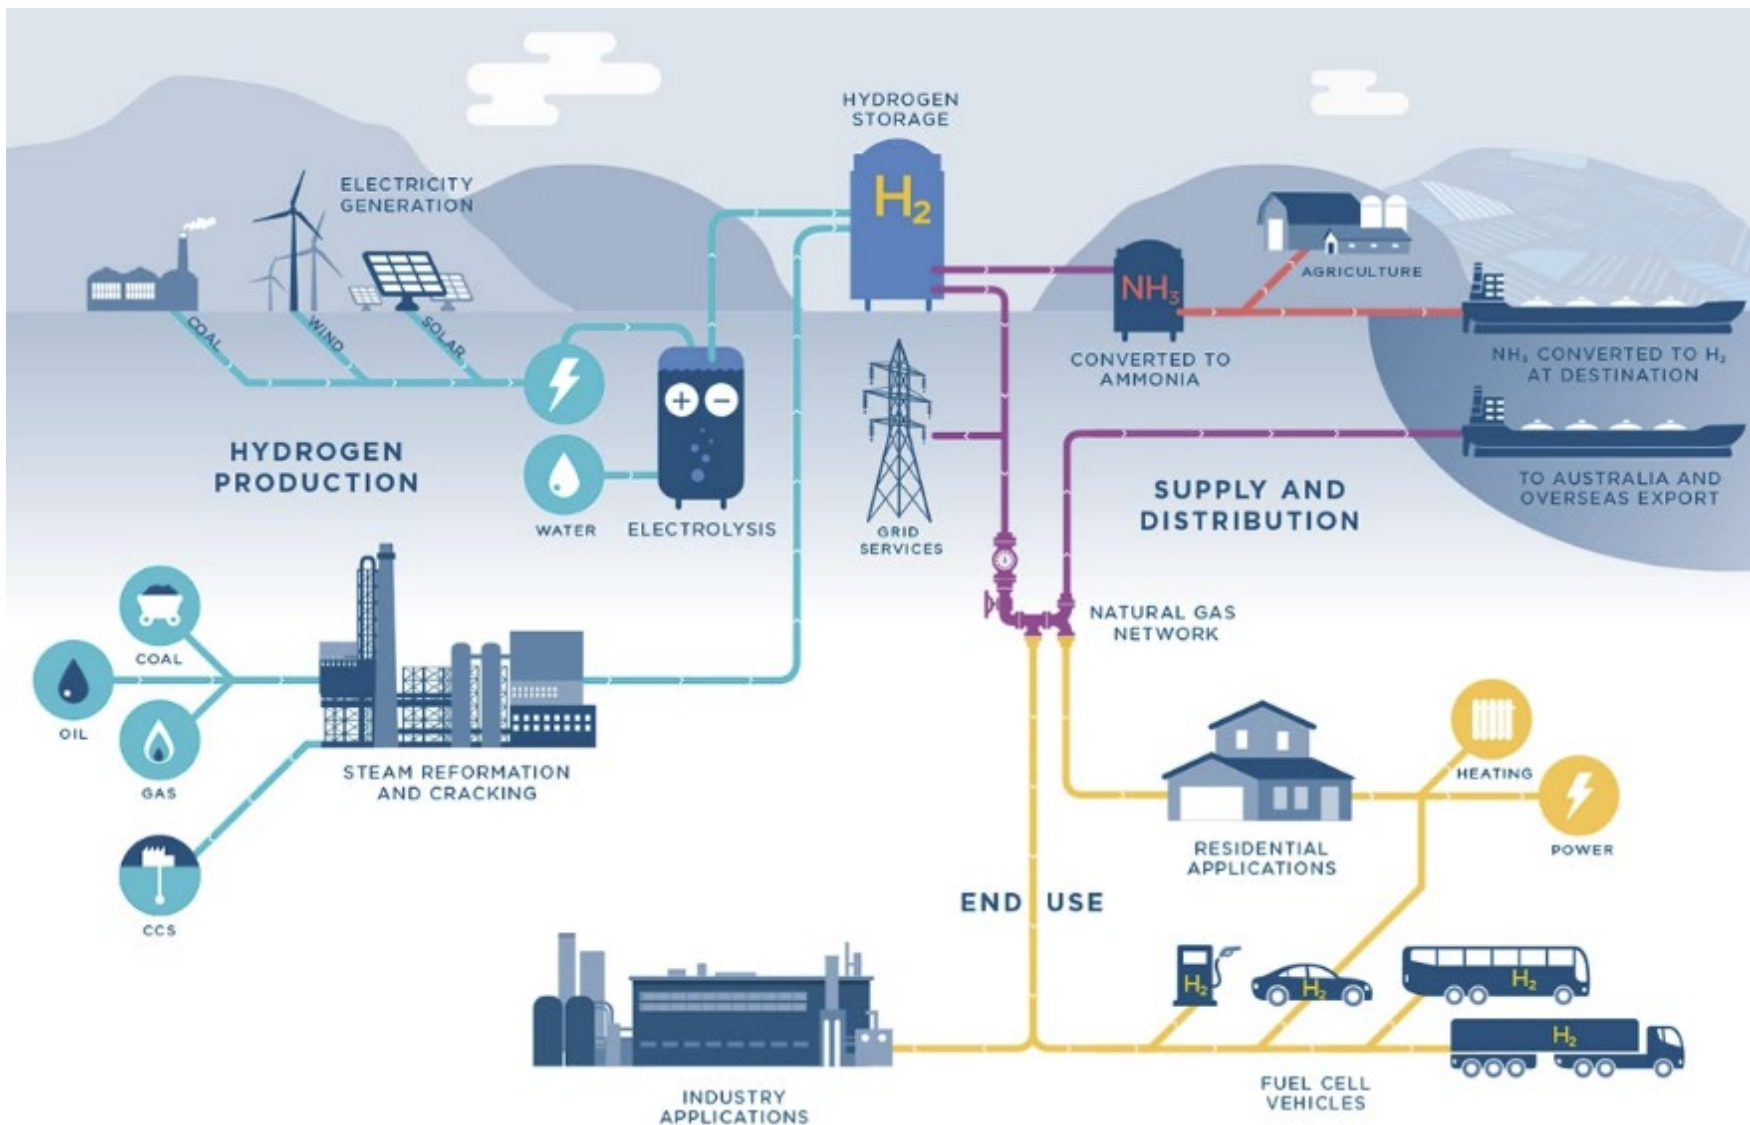 HYDROGEN
STORAGE
H₂
ELECTRICITY
GENERATION
COAL
WIND
SOLAR
HYDROGEN
PRODUCTION
+
−
WATER
ELECTROLYSIS
COAL
OIL
GAS
CCS
STEAM REFORMATION
AND CRACKING
NH₃
CONVERTED TO
AMMONIA
AGRICULTURE
NH₃ CONVERTED TO H₂
AT DESTINATION
TO AUSTRALIA AND
OVERSEAS EXPORT
SUPPLY AND
DISTRIBUTION
GRID
SERVICES
NATURAL GAS
NETWORK
HEATING
POWER
RESIDENTIAL
APPLICATIONS
END USE
H₂
H₂
H₂
H₂
FUEL CELL
VEHICLES
INDUSTRY
APPLICATIONS